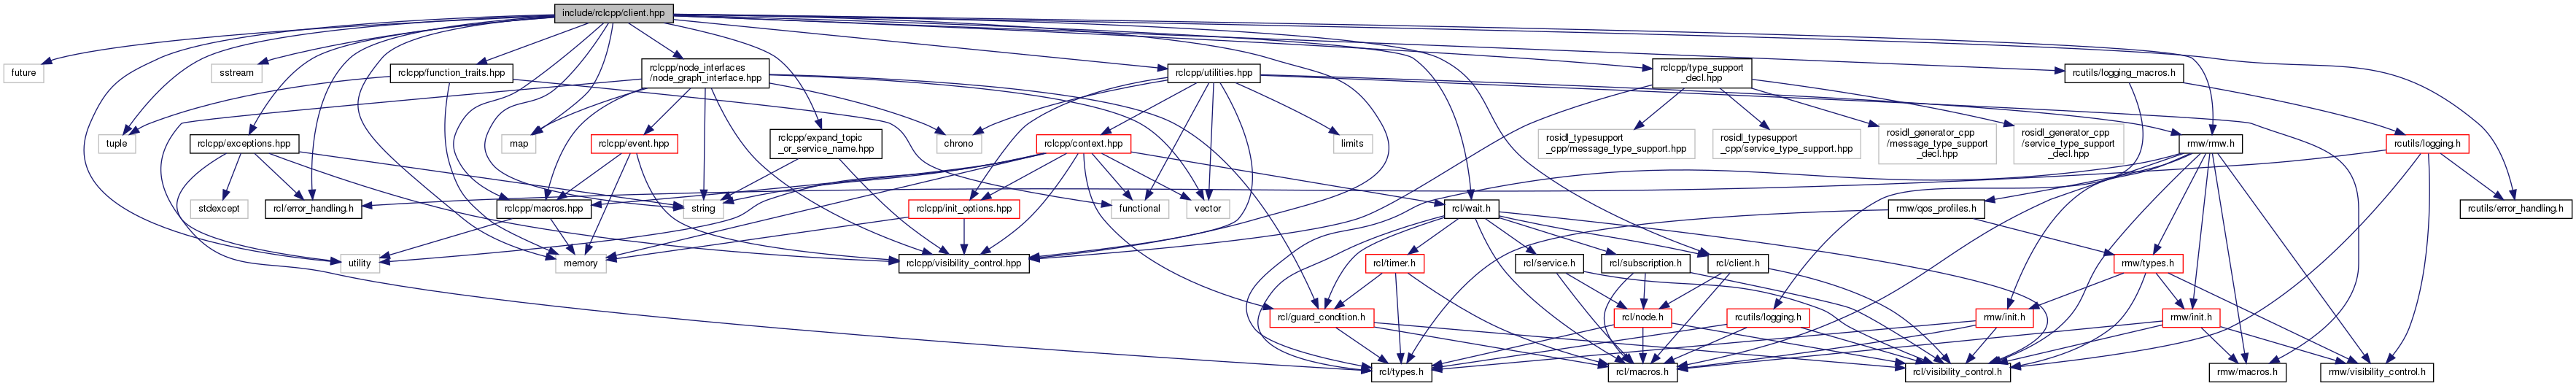 include/rclcpp/client.hpp
future
sstream
rclcpp/function_traits.hpp
rclcpp/node_interfaces
/node_graph_interface.hpp
rclcpp/utilities.hpp
rclcpp/type_support
_decl.hpp
rcutils/logging_macros.h
tuple
rclcpp/exceptions.hpp
map
rclcpp/event.hpp
rclcpp/expand_topic
_or_service_name.hpp
chrono
rclcpp/context.hpp
limits
rosidl_typesupport
_cpp/message_type_support.hpp
rosidl_typesupport
_cpp/service_type_support.hpp
rosidl_generator_cpp
/message_type_support
_decl.hpp
rosidl_generator_cpp
/service_type_support
_decl.hpp
rmw/rmw.h
rcutils/logging.h
stdexcept
rcl/error_handling.h
rclcpp/macros.hpp
string
rclcpp/init_options.hpp
functional
vector
rcl/wait.h
rmw/qos_profiles.h
rcutils/error_handling.h
utility
memory
rclcpp/visibility_control.hpp
rcl/timer.h
rcl/service.h
rcl/subscription.h
rcl/client.h
rmw/types.h
rcl/guard_condition.h
rcl/node.h
rcutils/logging.h
rmw/init.h
rmw/init.h
rcl/types.h
rcl/macros.h
rcl/visibility_control.h
rmw/macros.h
rmw/visibility_control.h